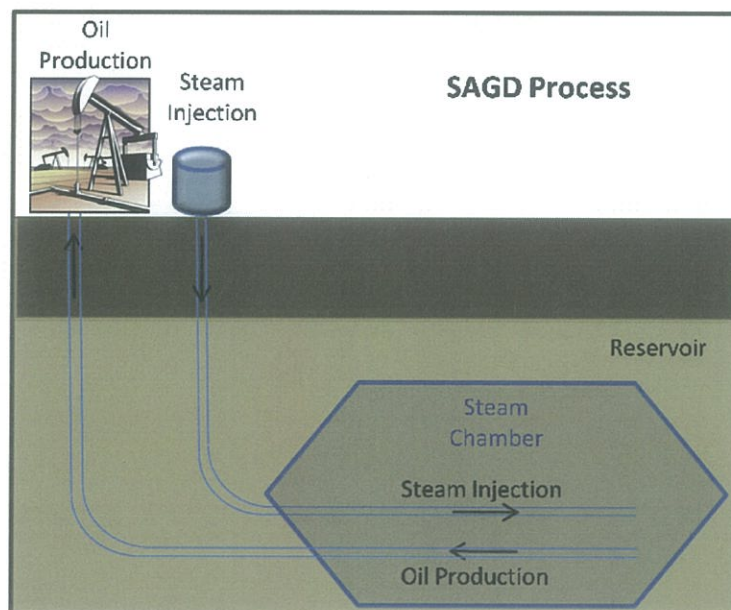 Oil
Production
Steam
Injection
SAGD Process
Reservoir
Steam
Chamber
Steam Injection
Oil Production